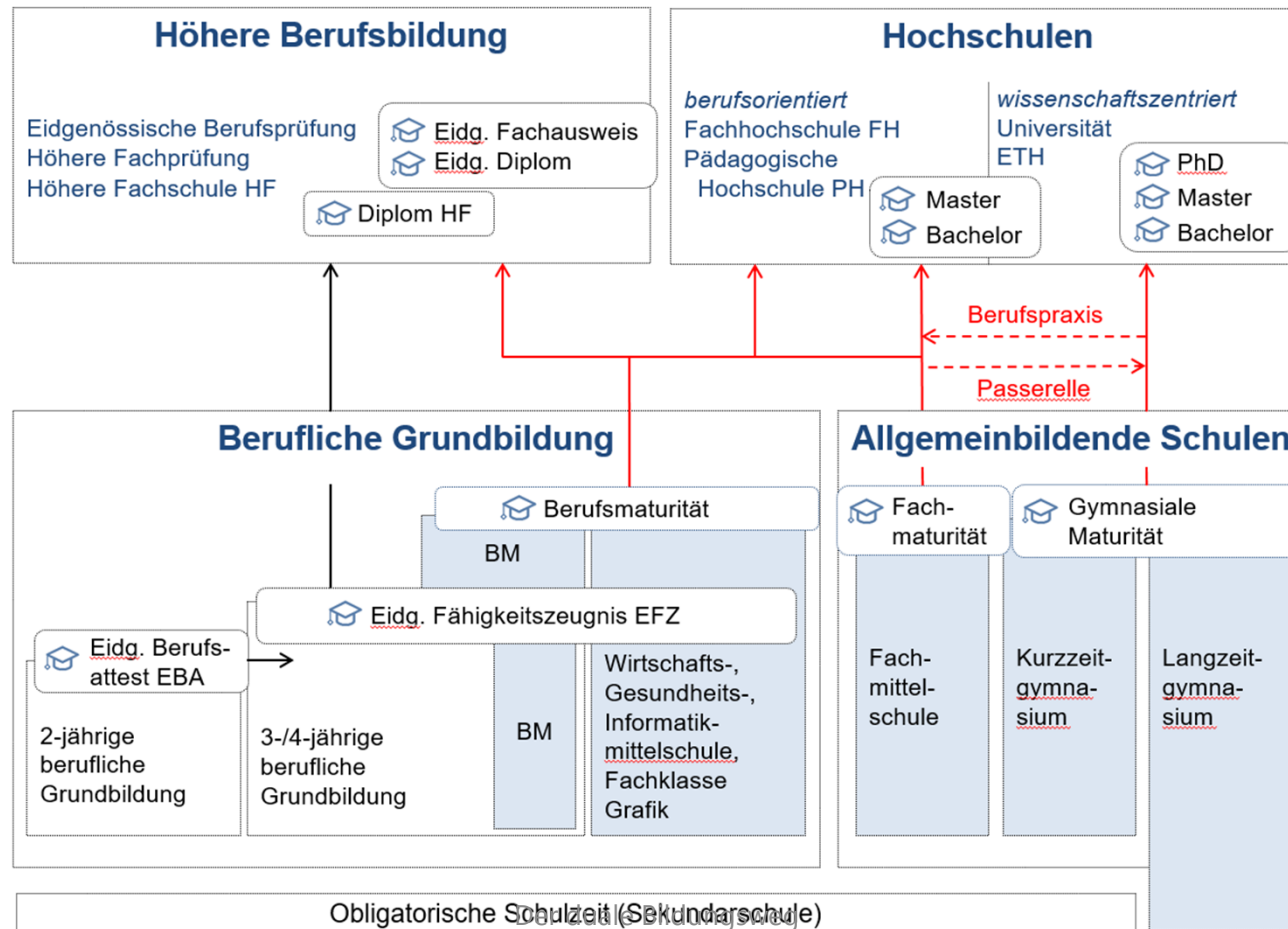 Höhere Berufsbildung
Eidgenössische Berufsprüfung
Höhere Fachprüfung
Höhere Fachschule HF
Eidg. Fachausweis
Eidg. Diplom
Diplom HF
Hochschulen
berufsorientiert
Fachhochschule FH
Pädagogische
Hochschule PH
Master
Bachelor
wissenschaftszentriert
Universität
ETH
PhD
Master
Bachelor
Berufspraxis
Passerelle
Berufliche Grundbildung
Berufsmaturität
BM
Eidg. Fähigkeitszeugnis EFZ
Eidg. Berufs-
attest EBA
2-jährige
berufliche
Grundbildung
3-/4-jährige
berufliche
Grundbildung
BM
Wirtschafts-,
Gesundheits-,
Informatik-
mittelschule,
Fachklasse
Grafik
Allgemeinbildende Schulen
Fach-
maturität
Gymnasiale
Maturität
Fach-
mittel-
schule
Kurzzeit-
gymna-
sium
Langzeit-
gymna-
sium
Obligatorische Schulzeit (Sekundarschule)
Der duale Bildungsweg